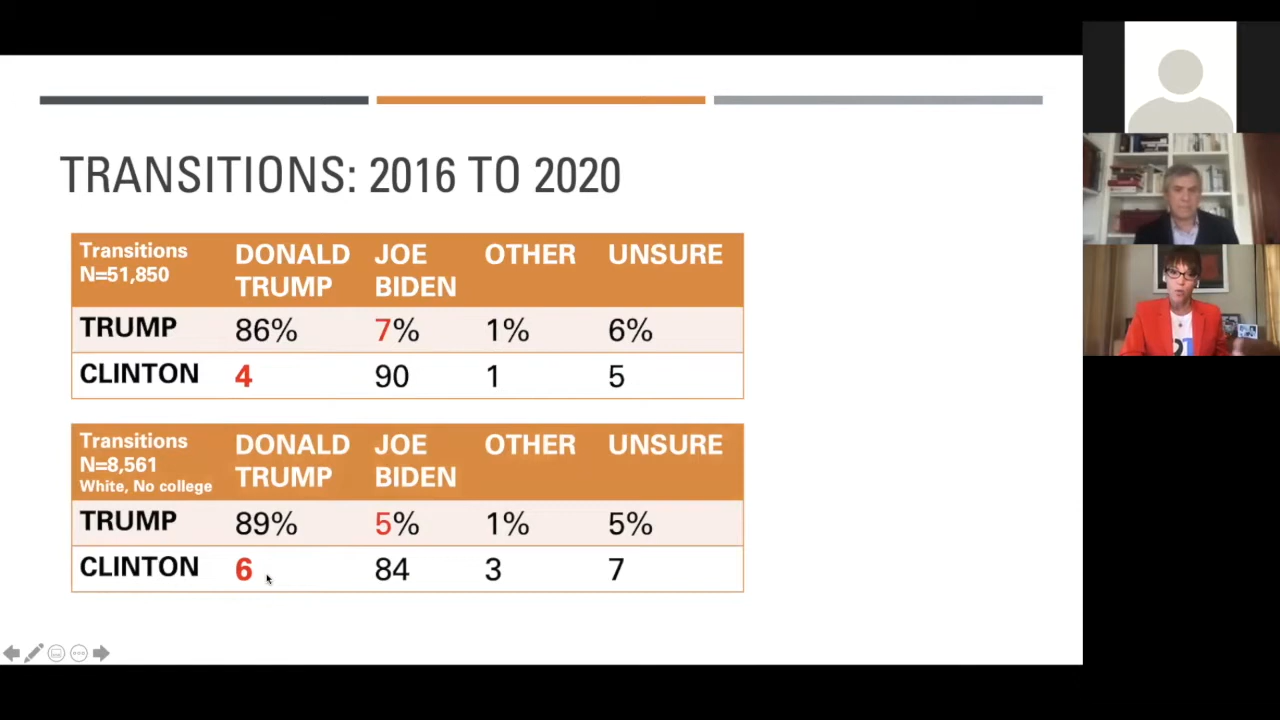 TRANSITIONS: 2016 TO 2020
Transitions
N=51,850
DONALD TRUMP
JOE BIDEN
OTHER
UNSURE
TRUMP 86% 7% 1% 6%
CLINTON 4 90 1 5
Transitions
N=8,561
White, No college
DONALD TRUMP
JOE BIDEN
OTHER
UNSURE
TRUMP 89% 5% 1% 5%
CLINTON 6 84 3 7